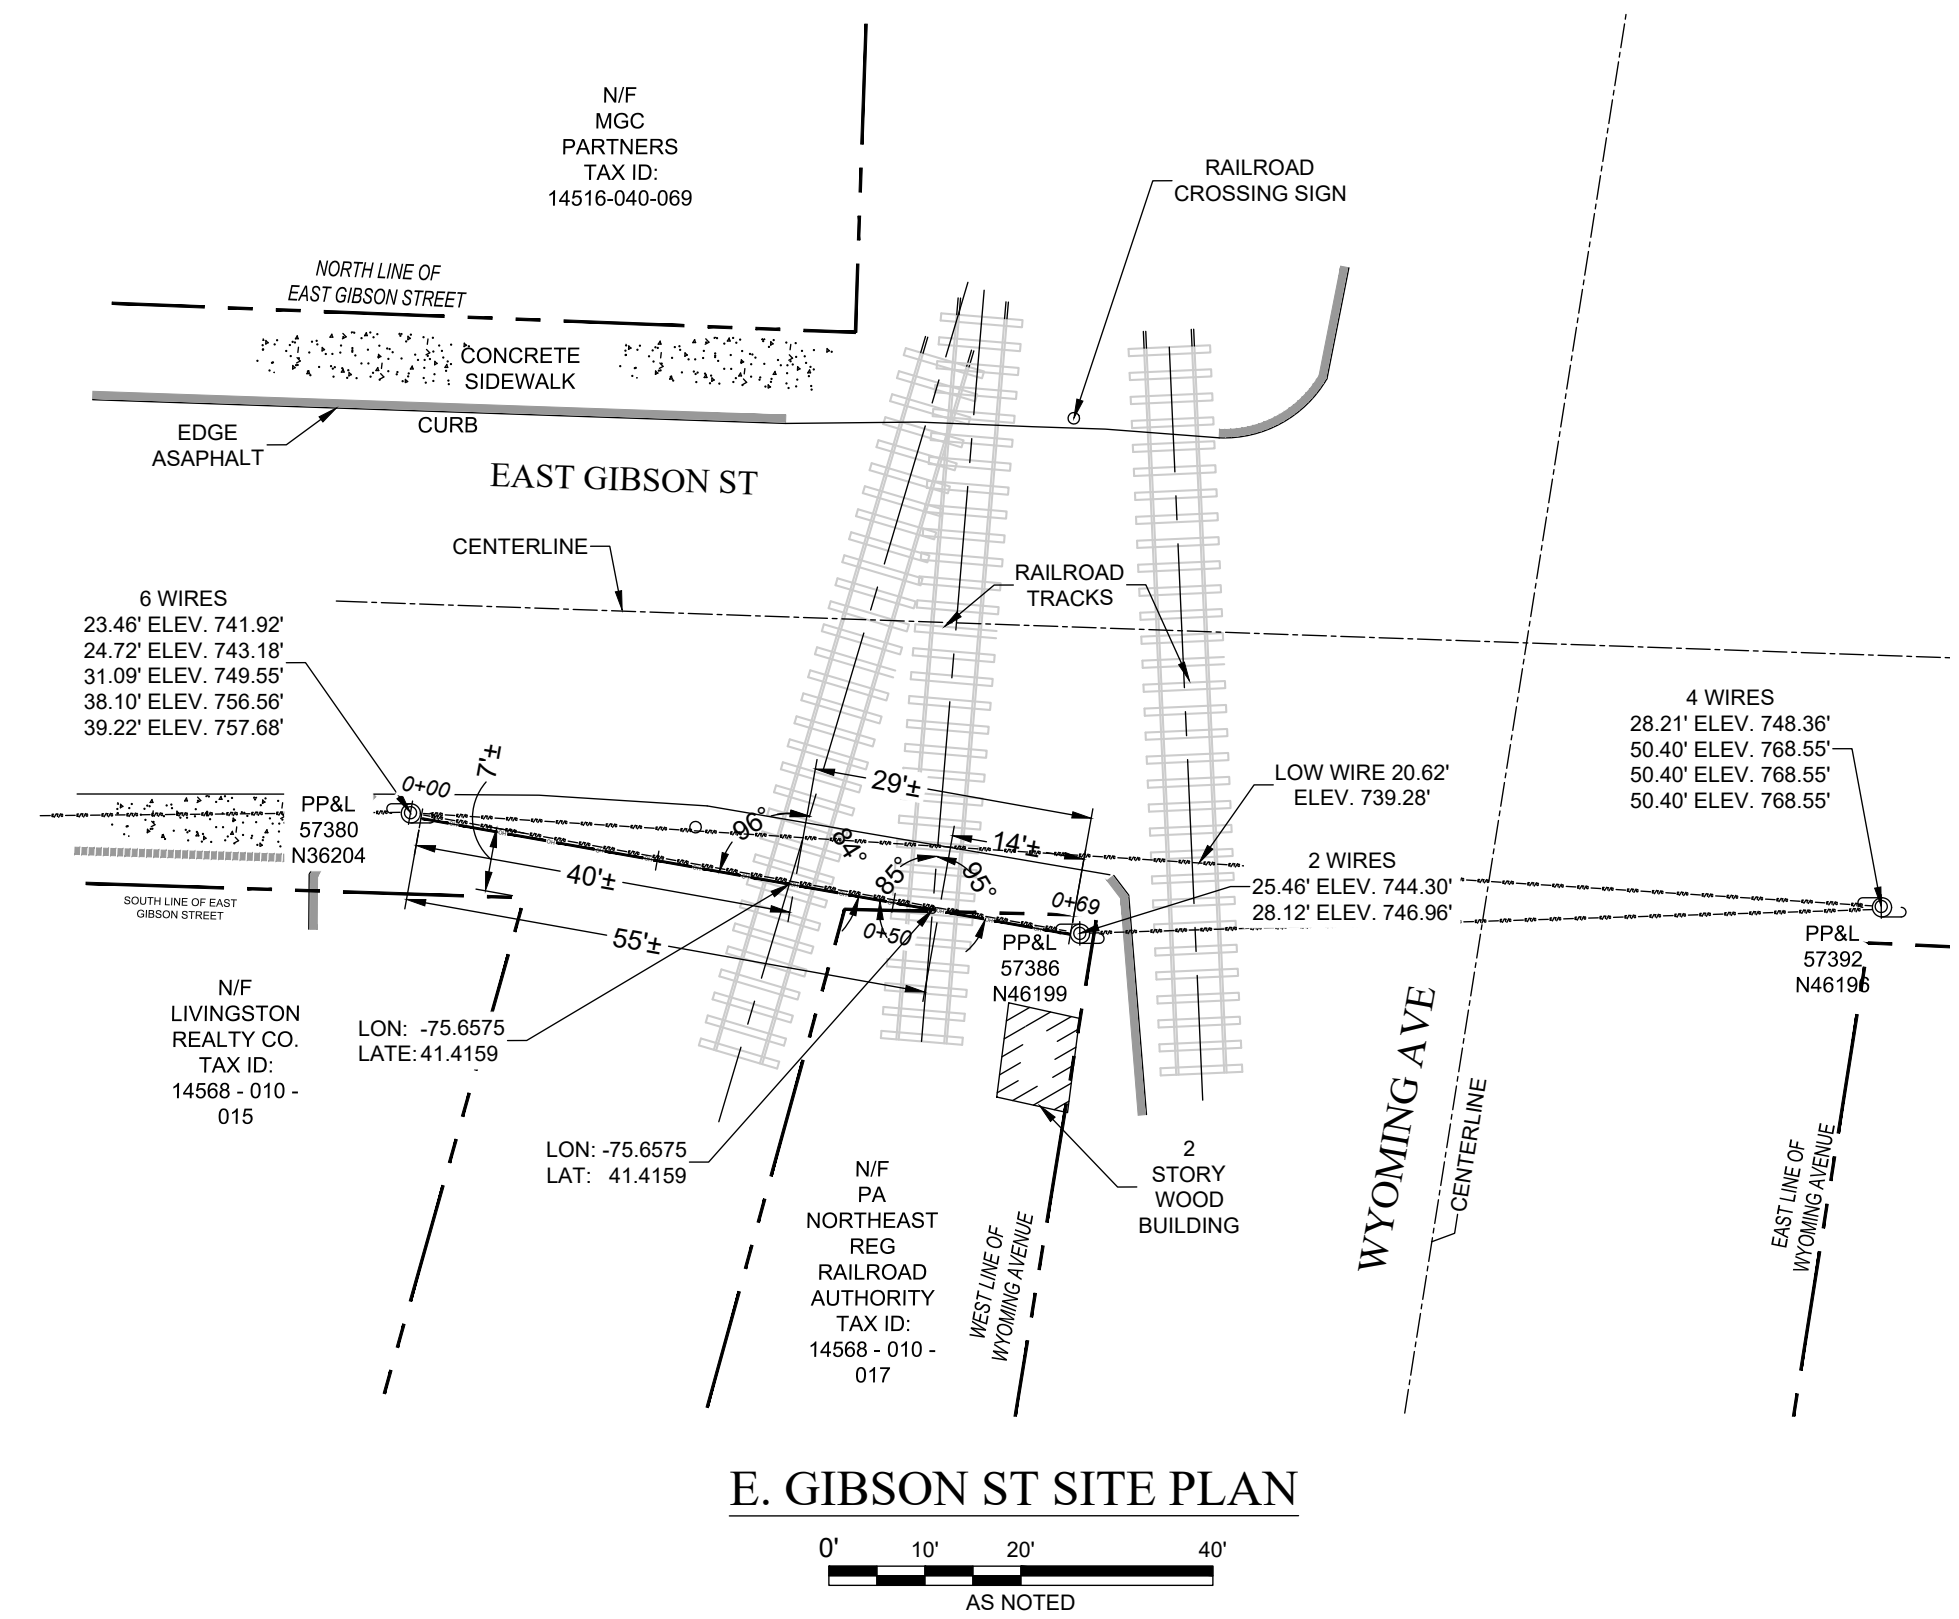 N/F
MGC
PARTNERS
TAX ID:
14516-040-069
RAILROAD
CROSSING SIGN
NORTH LINE OF
EAST GIBSON STREET
CONCRETE
SIDEWALK
CURB
EDGE
ASAPHALT
EAST GIBSON ST
CENTERLINE
RAILROAD
TRACKS
6 WIRES
23.46' ELEV. 741.92'
24.72' ELEV. 743.18'
31.09' ELEV. 749.55'
38.10' ELEV. 756.56'
39.22' ELEV. 757.68'
4 WIRES
28.21' ELEV. 748.36'
50.40' ELEV. 768.55'
50.40' ELEV. 768.55'
50.40' ELEV. 768.55'
7'±
0+00
29'±
LOW WIRE 20.62'
ELEV. 739.28'
PP&L
57380
N36204
96°
84°
14'±
85°
95°
40'±
2 WIRES
25.46' ELEV. 744.30'
28.12' ELEV. 746.96'
SOUTH LINE OF EAST
GIBSON STREET
0+69
0+50
55'±
PP&L
57386
N46199
PP&L
57392
N46196
N/F
LIVINGSTON
REALTY CO.
TAX ID:
14568 - 010 -
015
LON: -75.6575
LATE: 41.4159
LON: -75.6575
LAT: 41.4159
N/F
PA
NORTHEAST
REG
RAILROAD
AUTHORITY
TAX ID:
14568 - 010 -
017
2
STORY
WOOD
BUILDING
WEST LINE OF
WYOMING AVENUE
WYOMING AVE
CENTERLINE
EAST LINE OF
WYOMING AVENUE
E. GIBSON ST SITE PLAN
0' 10' 20' 40'
AS NOTED